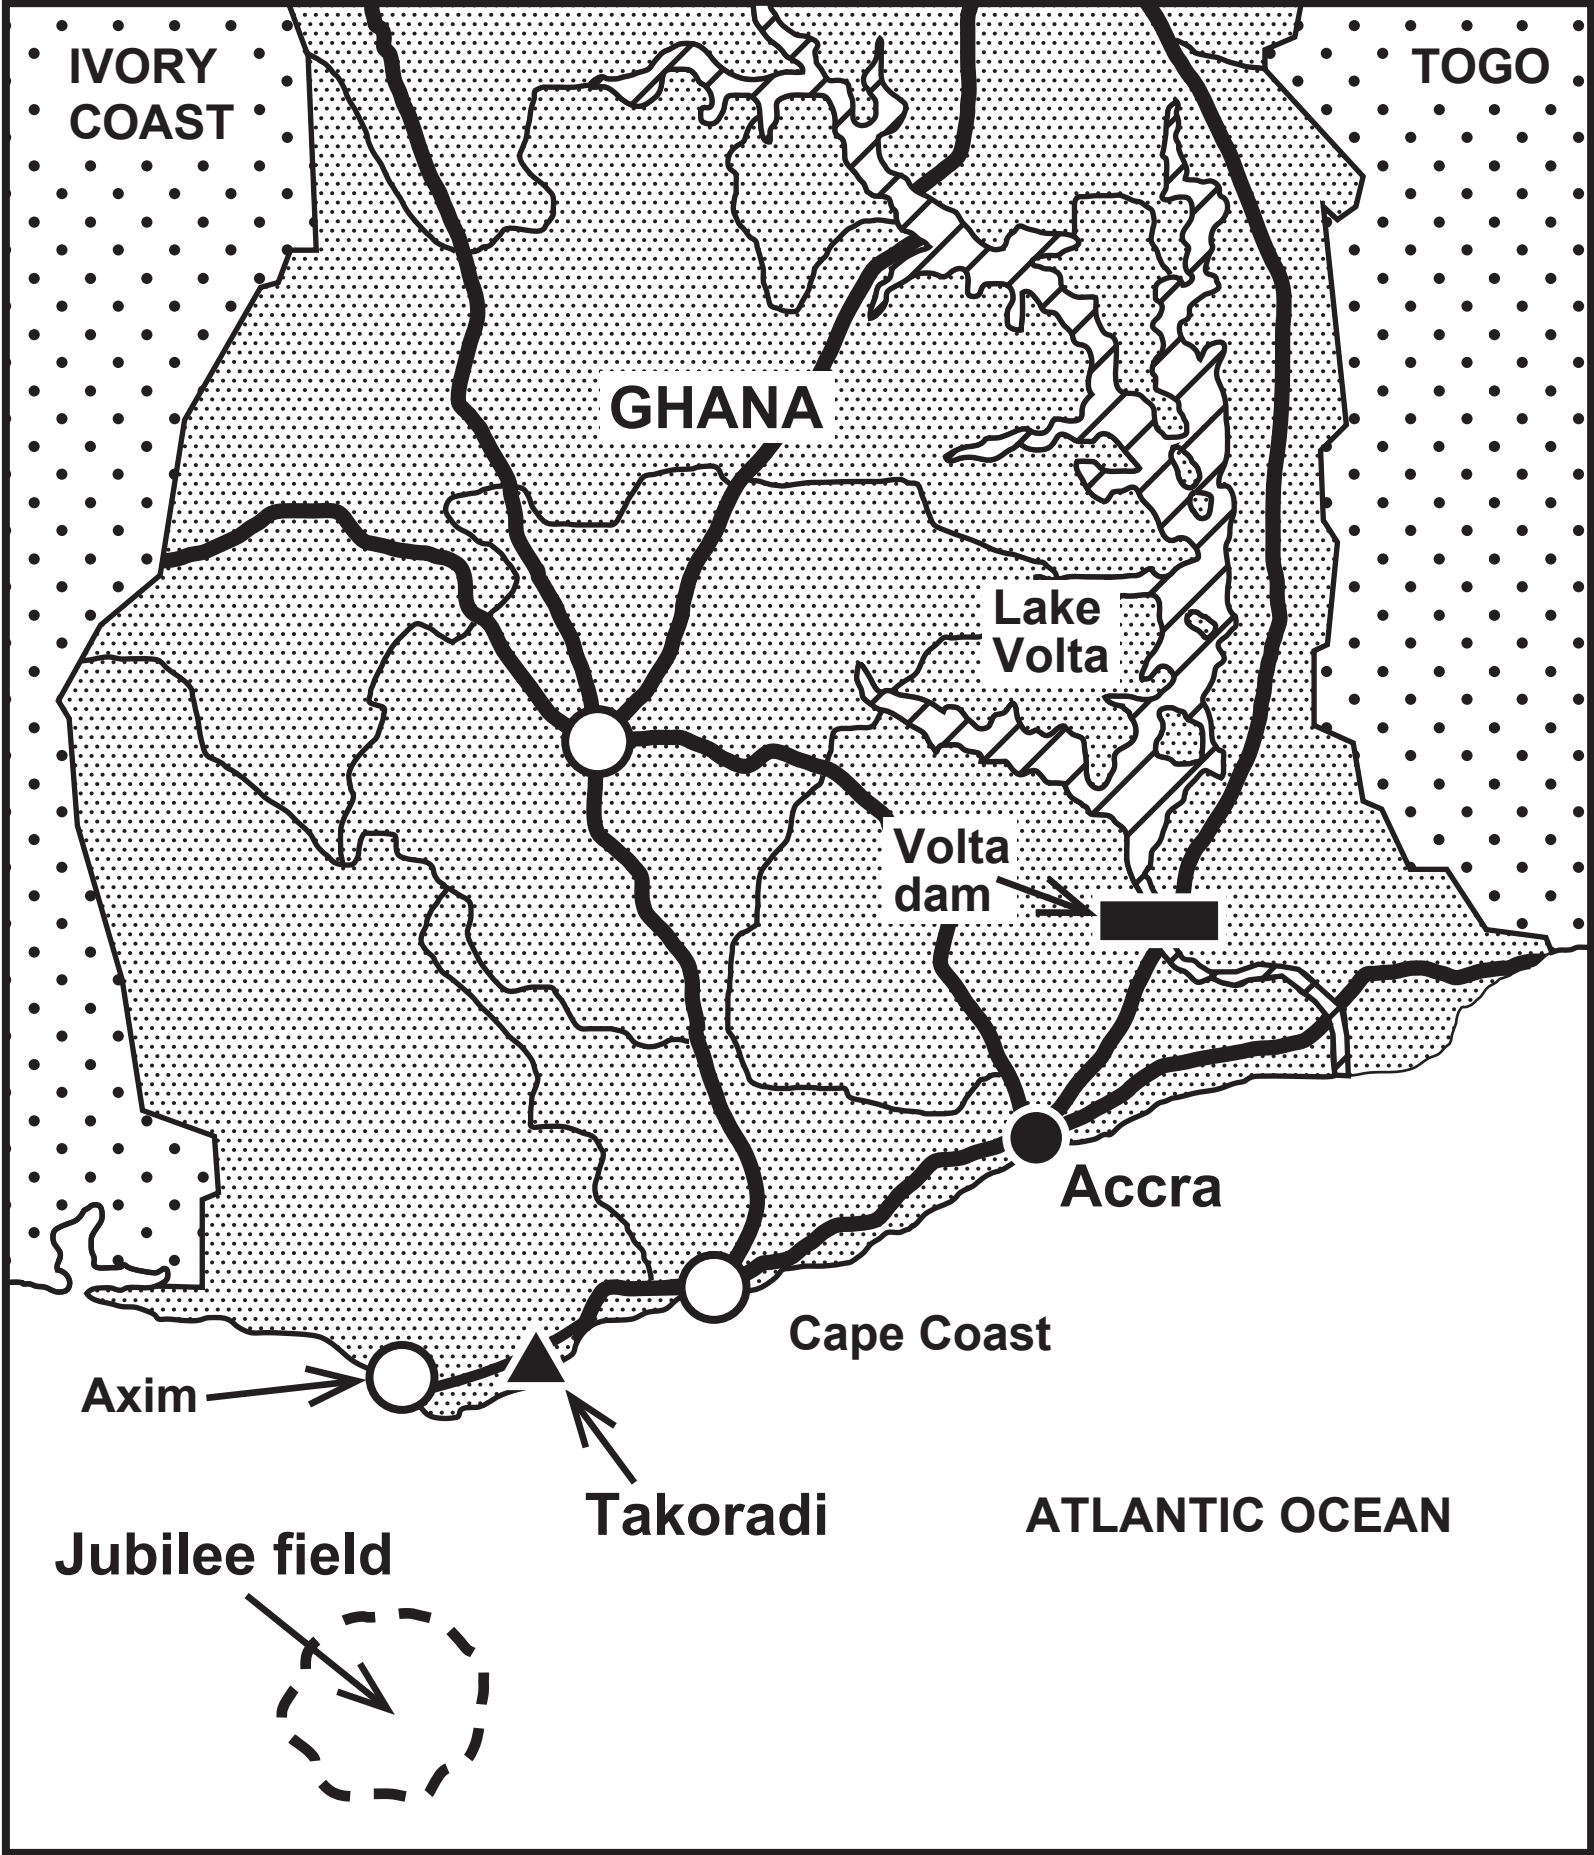 IVORY
COAST
TOGO
GHANA
Lake
Volta
Volta
dam
Accra
Cape Coast
Axim
Takoradi
ATLANTIC OCEAN
Jubilee field